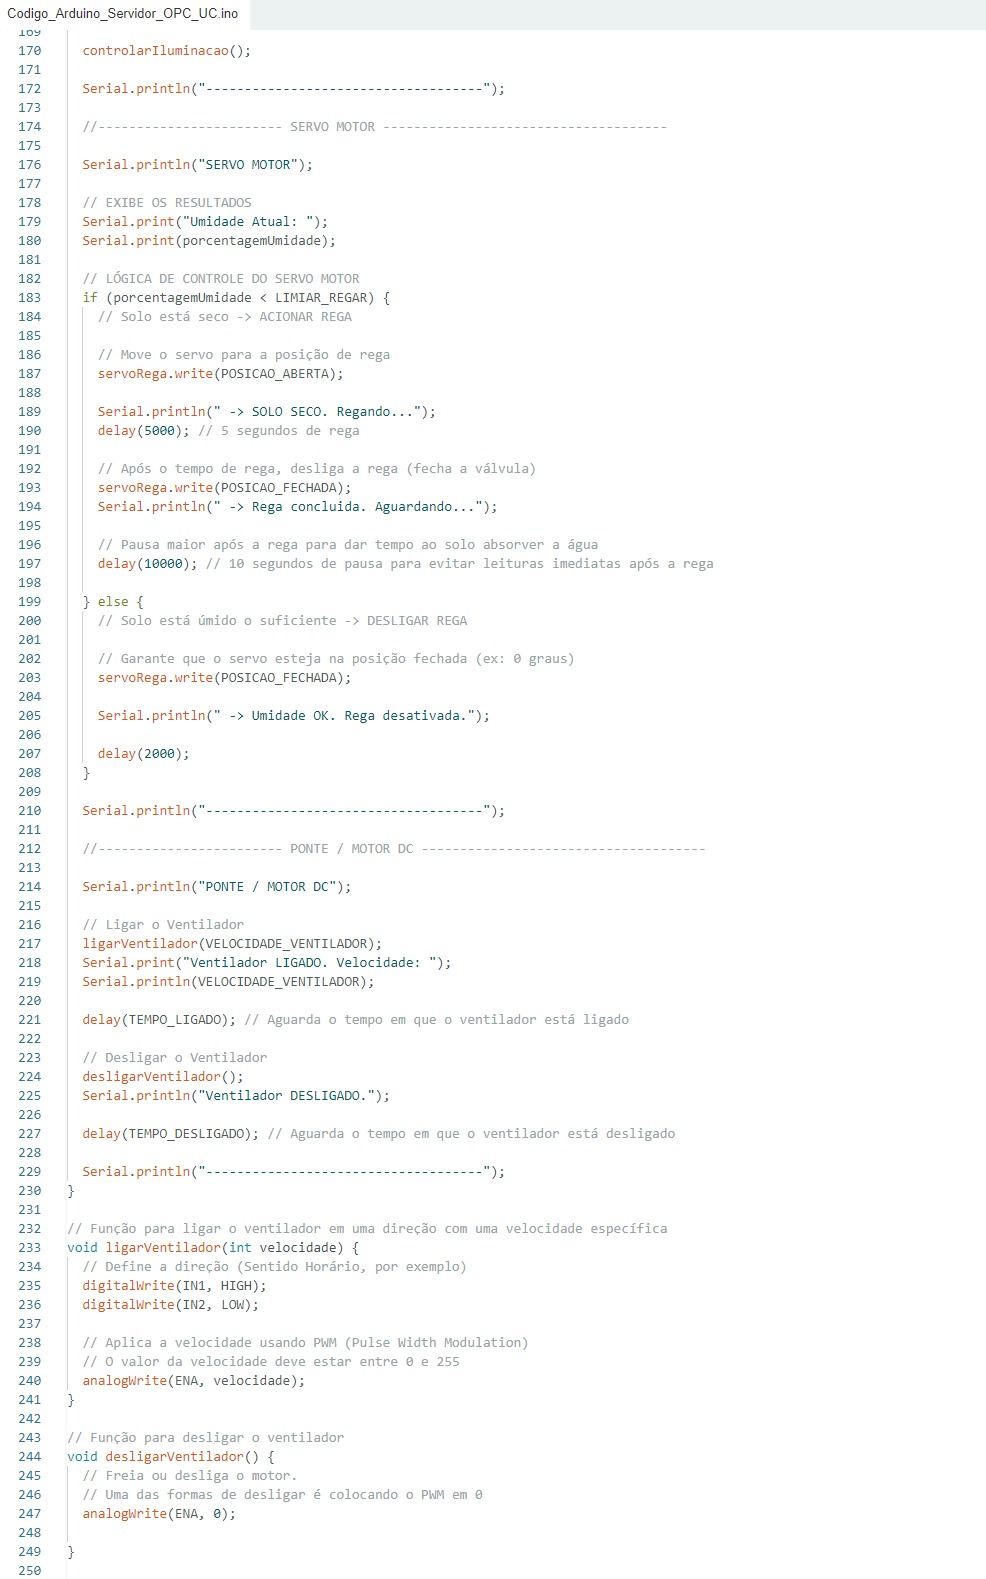 Codigo_Arduino_Servidor_OPC_UC.ino
169
170 controlarIluminacao();
171
172 Serial.println("------------------------------------");
173
174 //------------------------ SERVO MOTOR -------------------------------------
175
176 Serial.println("SERVO MOTOR");
177
178 // EXIBE OS RESULTADOS
179 Serial.print("Umidade Atual: ");
180 Serial.print(porcentagemUmidade);
181
182 // LÓGICA DE CONTROLE DO SERVO MOTOR
183 if (porcentagemUmidade < LIMIAR_REGAR) {
184 // Solo está seco -> ACIONAR REGA
185
186 // Move o servo para a posição de rega
187 servoRega.write(POSICAO_ABERTA);
188
189 Serial.println(" -> SOLO SECO. Regando...");
190 delay(5000); // 5 segundos de rega
191
192 // Após o tempo de rega, desliga a rega (fecha a válvula)
193 servoRega.write(POSICAO_FECHADA);
194 Serial.println(" -> Rega concluida. Aguardando...");
195
196 // Pausa maior após a rega para dar tempo ao solo absorver a água
197 delay(10000); // 10 segundos de pausa para evitar leituras imediatas após a rega
198
199 } else {
200 // Solo está úmido o suficiente -> DESLIGAR REGA
201
202 // Garante que o servo esteja na posição fechada (ex: 0 graus)
203 servoRega.write(POSICAO_FECHADA);
204
205 Serial.println(" -> Umidade OK. Rega desativada.");
206
207 delay(2000);
208 }
209
210 Serial.println("------------------------------------");
211
212 //------------------------ PONTE / MOTOR DC -------------------------------------
213
214 Serial.println("PONTE / MOTOR DC");
215
216 // Ligar o Ventilador
217 ligarVentilador(VELOCIDADE_VENTILADOR);
218 Serial.print("Ventilador LIGADO. Velocidade: ");
219 Serial.println(VELOCIDADE_VENTILADOR);
220
221 delay(TEMPO_LIGADO); // Aguarda o tempo em que o ventilador está ligado
222
223 // Desligar o Ventilador
224 desligarVentilador();
225 Serial.println("Ventilador DESLIGADO.");
226
227 delay(TEMPO_DESLIGADO); // Aguarda o tempo em que o ventilador está desligado
228
229 Serial.println("------------------------------------");
230 }
231
232 // Função para ligar o ventilador em uma direção com uma velocidade específica
233 void ligarVentilador(int velocidade) {
234 // Define a direção (Sentido Horário, por exemplo)
235 digitalWrite(IN1, HIGH);
236 digitalWrite(IN2, LOW);
237
238 // Aplica a velocidade usando PWM (Pulse Width Modulation)
239 // O valor da velocidade deve estar entre 0 e 255
240 analogWrite(ENA, velocidade);
241 }
242
243 // Função para desligar o ventilador
244 void desligarVentilador() {
245 // Freia ou desliga o motor.
246 // Uma das formas de desligar é colocando o PWM em 0
247 analogWrite(ENA, 0);
248
249 }
250